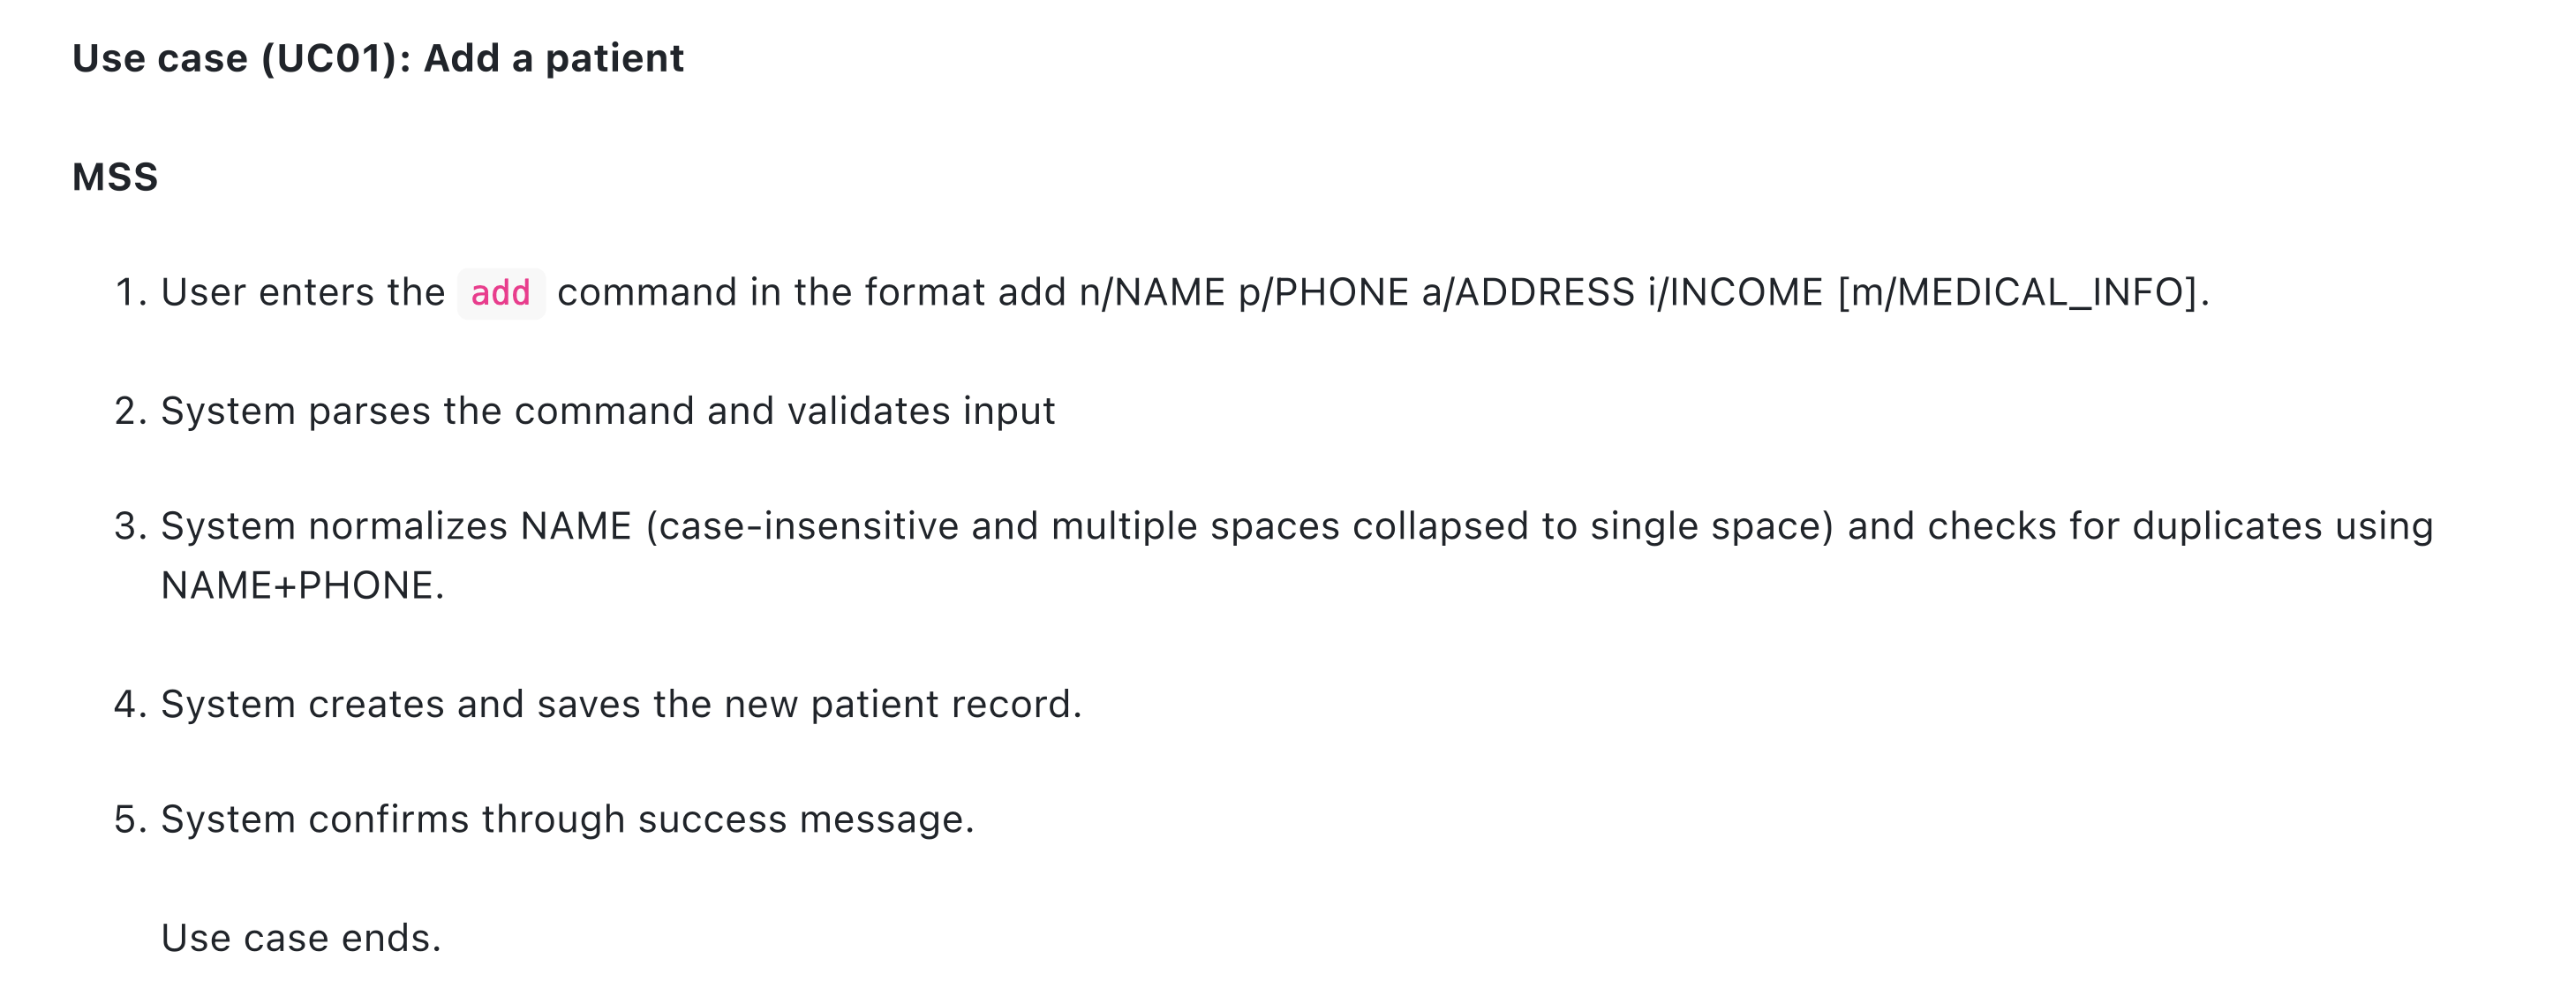 Use case (UC01): Add a patient
MSS
1. User enters the add command in the format add n/NAME p/PHONE a/ADDRESS i/INCOME [m/MEDICAL_INFO].
2. System parses the command and validates input
3. System normalizes NAME (case-insensitive and multiple spaces collapsed to single space) and checks for duplicates using
NAME+PHONE.
4. System creates and saves the new patient record.
5. System confirms through success message.
Use case ends.